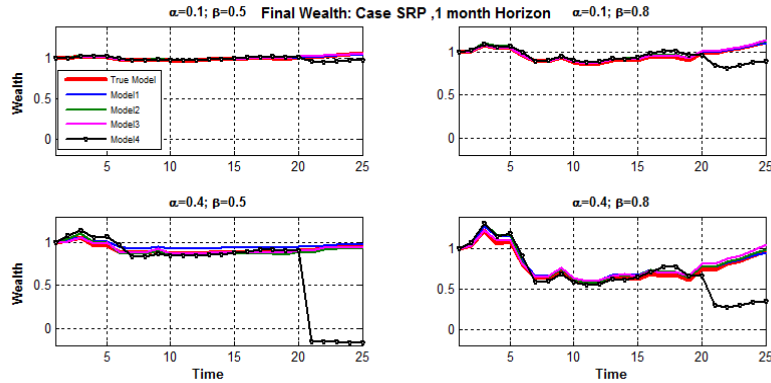 Final Wealth: Case SRP ,1 month Horizon
α=0.1; β=0.5
Wealth
1
0.5
0
True Model
Model1
Model2
Model3
Model4
5 10 15 20 25
α=0.1; β=0.8
1
0.5
0
5 10 15 20 25
α=0.4; β=0.5
Wealth
1
0.5
0
5 10 15 20 25
Time
α=0.4; β=0.8
1
0.5
0
5 10 15 20 25
Time